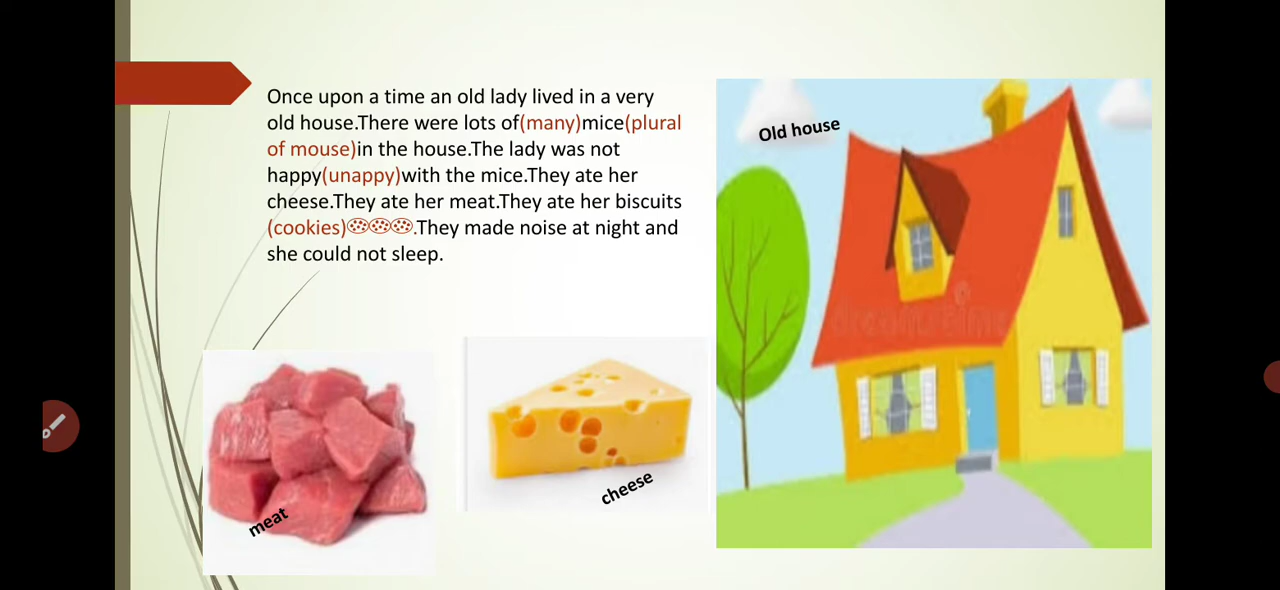 Once upon a time an old lady lived in a very
old house.There were lots of(many)mice(plural
of mouse)in the house.The lady was not
happy(unappy)with the mice.They ate her
cheese.They ate her meat.They ate her biscuits
(cookies)🍪🍪🍪.They made noise at night and
she could not sleep.
Old house
meat
cheese